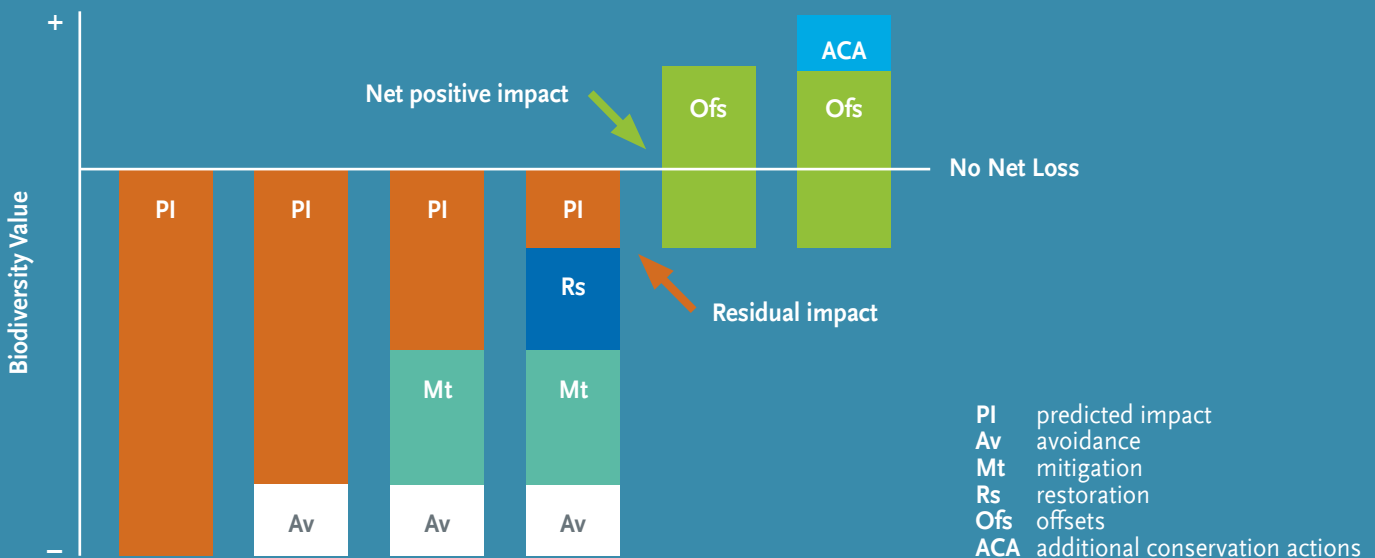 +
ACA
Net positive impact
Ofs
Ofs
No Net Loss
PI
PI
PI
PI
Biodiversity Value
Rs
Residual impact
Mt
Mt
Av
Av
Av
–
PI predicted impact
Av avoidance
Mt mitigation
Rs restoration
Ofs offsets
ACA additional conservation actions